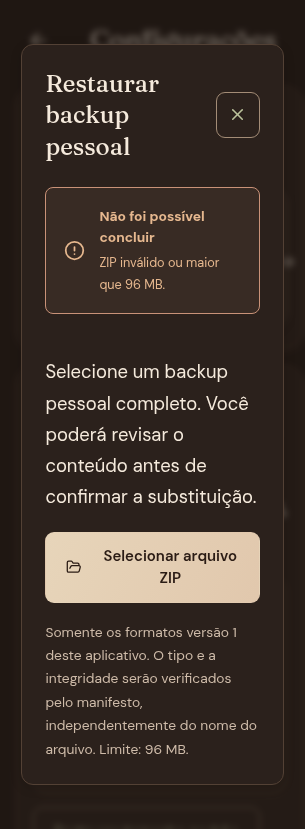 Configurações
Restaurar
backup
pessoal
Não foi possível
concluir
ZIP inválido ou maior
que 96 MB.
Selecione um backup
pessoal completo. Você
poderá revisar o
conteúdo antes de
confirmar a substituição.
Selecionar arquivo
ZIP
Somente os formatos versão 1
deste aplicativo. O tipo e a
integridade serão verificados
pelo manifesto,
independentemente do nome do
arquivo. Limite: 96 MB.